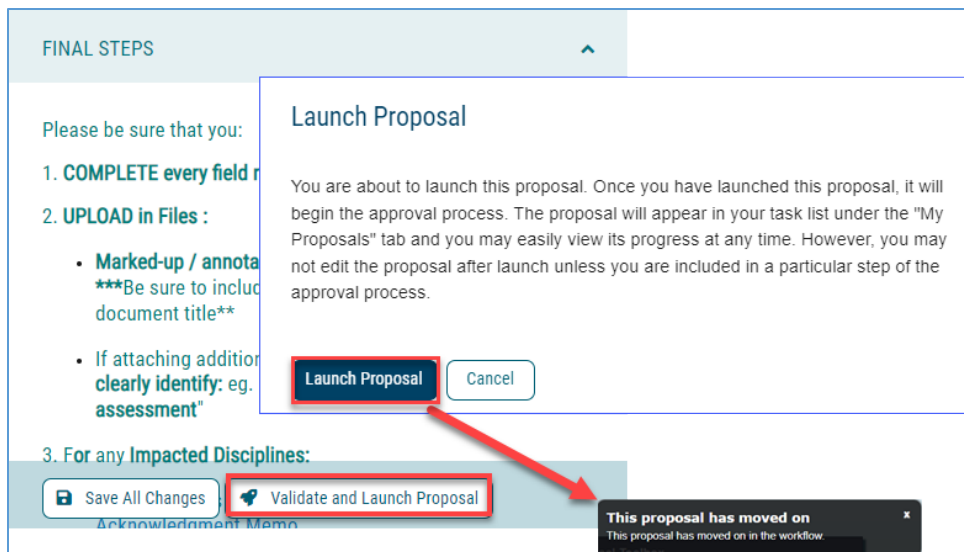 FINAL STEPS
Please be sure that you:
1. COMPLETE every field
2. UPLOAD in Files :
• Marked-up / annota
***Be sure to includ
document title**
• If attaching addition
clearly identify: eg.
assessment"
3. For any Impacted Disciplines:
Save All Changes
Validate and Launch Proposal
Acknowledgment Memo
Launch Proposal
You are about to launch this proposal. Once you have launched this proposal, it will
begin the approval process. The proposal will appear in your task list under the "My
Proposals" tab and you may easily view its progress at any time. However, you may
not edit the proposal after launch unless you are included in a particular step of the
approval process.
Launch Proposal
Cancel
This proposal has moved on
x
This proposal has moved on in the workflow.